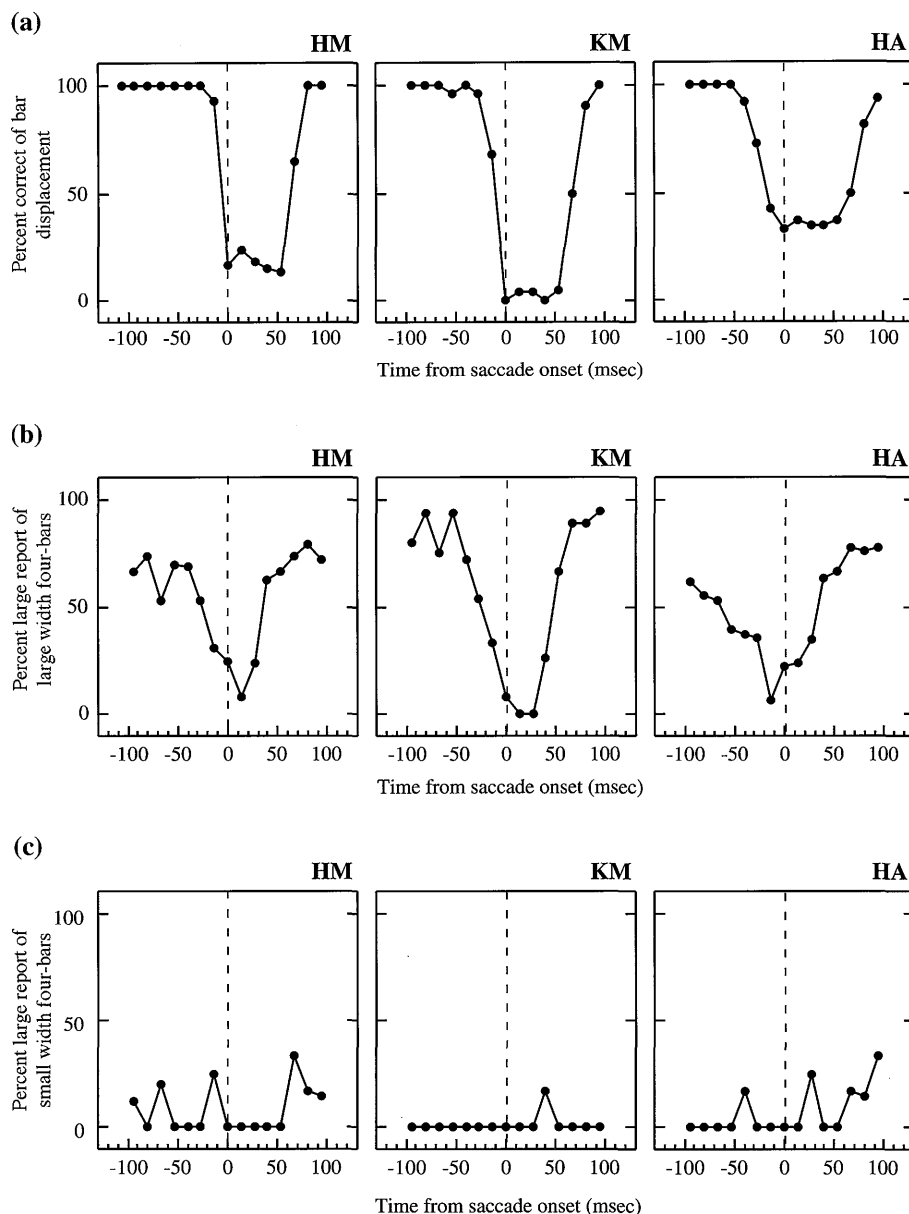 (a)
HM KM HA
Percent correct of bar
displacement
100
50
0
-100 -50 0 50 100 -100 -50 0 50 100 -100 -50 0 50 100
Time from saccade onset (msec)
(b)
HM KM HA
Percent large report of
large width four-bars
100
50
0
-100 -50 0 50 100 -100 -50 0 50 100 -100 -50 0 50 100
Time from saccade onset (msec)
(c)
HM KM HA
Percent large report of
small width four-bars
100
50
0
-100 -50 0 50 100 -100 -50 0 50 100 -100 -50 0 50 100
Time from saccade onset (msec)